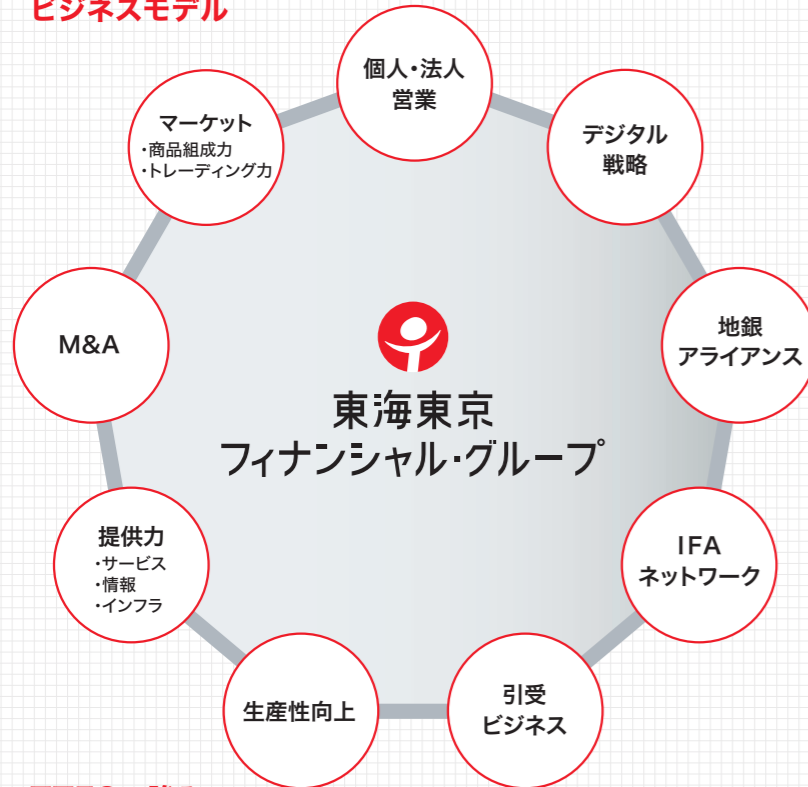 ビジネスモデル
個人・法人
営業
マーケット
・商品組成力
・トレーディング力
デジタル
戦略
M&A
地銀
アライアンス
東海東京
フィナンシャル・グループ
提供力
・サービス
・情報
・インフラ
IFA
ネットワーク
生産性向上
引受
ビジネス